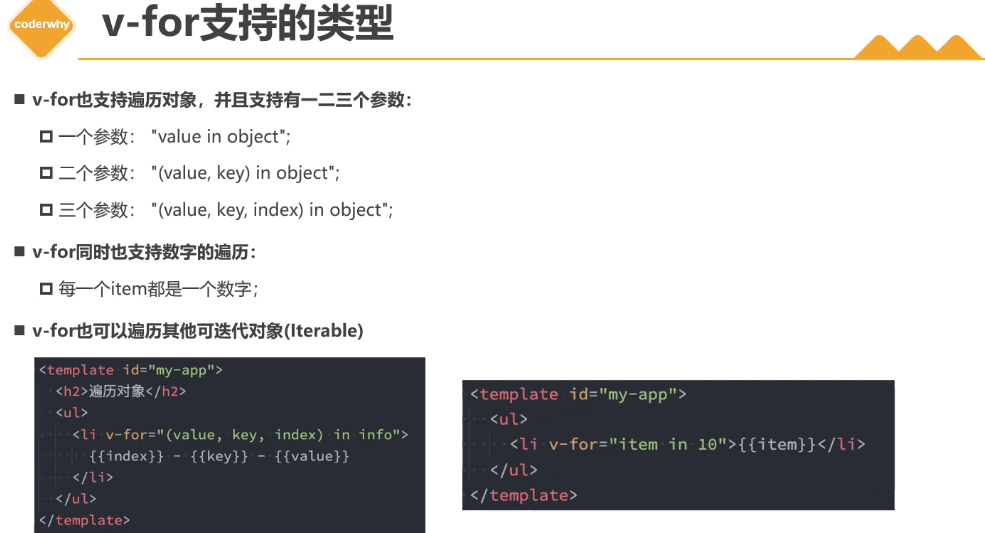 coderwhy
v-for支持的类型
v-for也支持遍历对象，并且支持有一二三个参数：
一个参数： "value in object";
二个参数： "(value, key) in object";
三个参数： "(value, key, index) in object";
v-for同时也支持数字的遍历：
每一个item都是一个数字；
v-for也可以遍历其他可迭代对象(Iterable)
<template id="my-app">
<h2>遍历对象</h2>
<ul>
<li v-for="(value, key, index) in info">
{{index}} - {{key}} - {{value}}
</li>
</ul>
</template>
<template id="my-app">
<ul>
<li v-for="item in 10">{{item}}</li>
</ul>
</template>